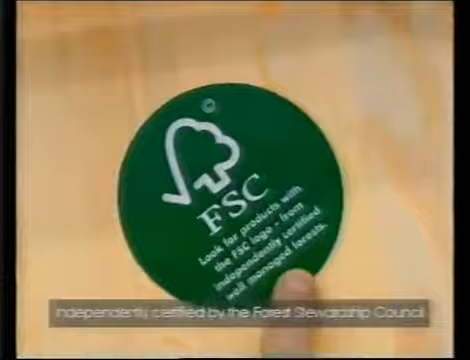 ©
FSC
Look for products with
the FSC logo - from
independently certified
well managed forests.
Independently certified by the Forest Stewardship Council